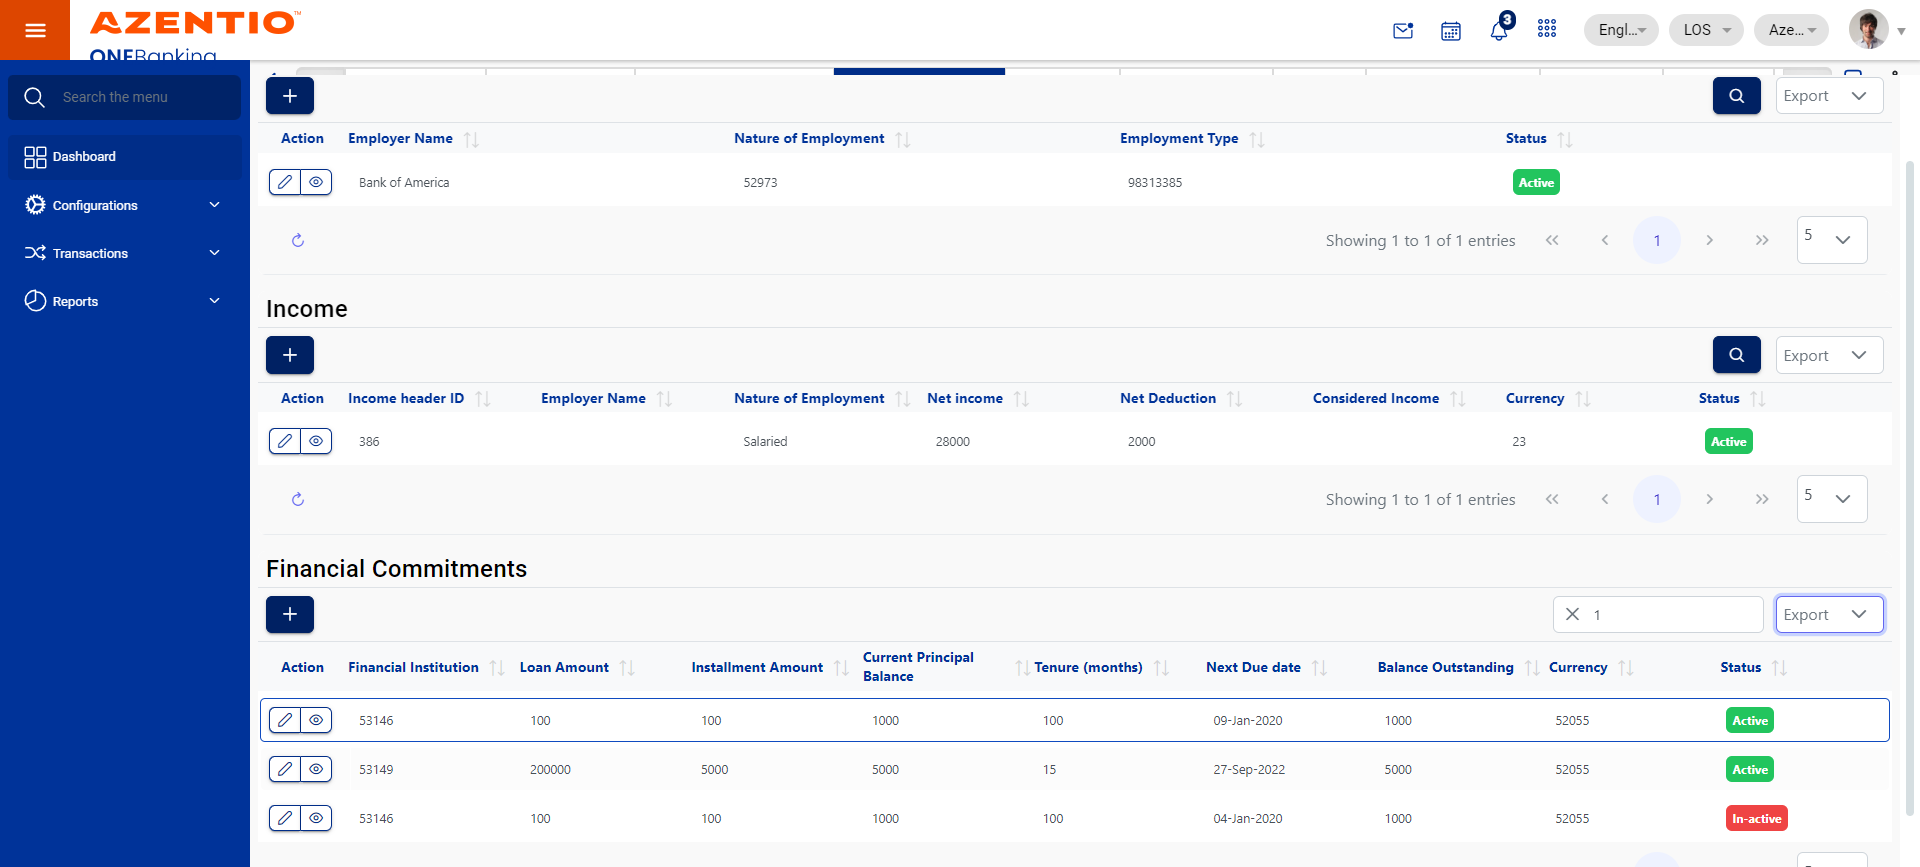 AZENTIO™
ONEBanking
3
Engl...
LOS
Aze...
Search the menu
Dashboard
Configurations
Transactions
Reports
Export
Action Employer Name Nature of Employment Employment Type Status
Bank of America 52973 98313385 Active
Showing 1 to 1 of 1 entries 1 5
Income
Export
Action Income header ID Employer Name Nature of Employment Net income Net Deduction Considered Income Currency Status
386 Salaried 28000 2000 23 Active
Showing 1 to 1 of 1 entries 1 5
Financial Commitments
1 Export
Action Financial Institution Loan Amount Installment Amount Current Principal Balance Tenure (months) Next Due date Balance Outstanding Currency Status
53146 100 100 1000 100 09-Jan-2020 1000 52055 Active
53149 200000 5000 5000 15 27-Sep-2022 5000 52055 Active
53146 100 100 1000 100 04-Jan-2020 1000 52055 In-active